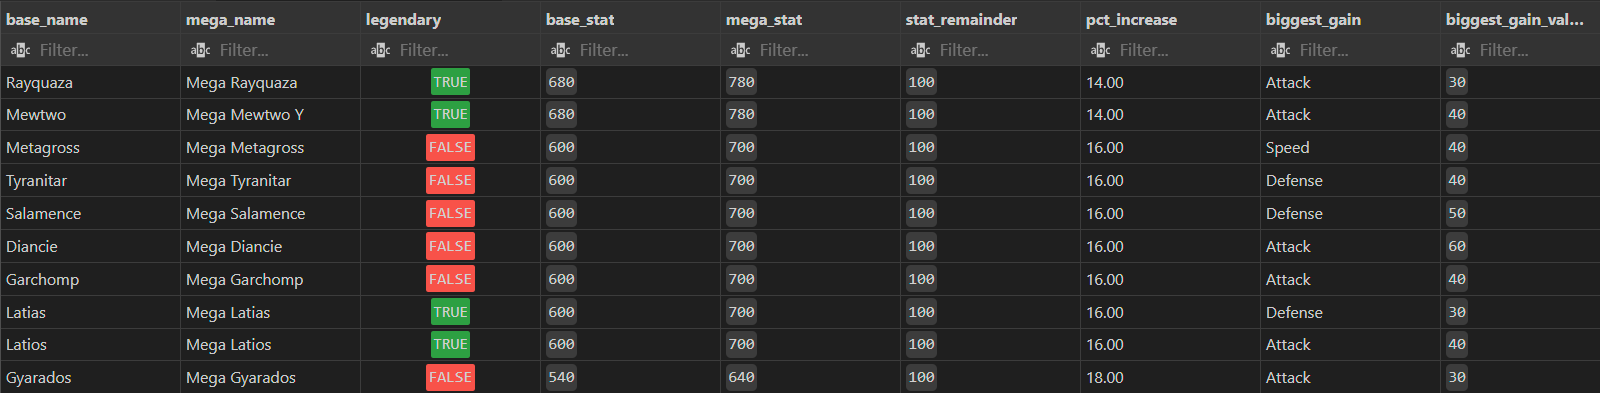 base_name mega_name legendary base_stat mega_stat stat_remainder pct_increase biggest_gain biggest_gain_val...
abc Filter... abc Filter... abc Filter... abc Filter... abc Filter... abc Filter... abc Filter... abc Filter... abc Filter...
Rayquaza Mega Rayquaza TRUE 680 780 100 14.00 Attack 30
Mewtwo Mega Mewtwo Y TRUE 680 780 100 14.00 Attack 40
Metagross Mega Metagross FALSE 600 700 100 16.00 Speed 40
Tyranitar Mega Tyranitar FALSE 600 700 100 16.00 Defense 40
Salamence Mega Salamence FALSE 600 700 100 16.00 Defense 50
Diancie Mega Diancie FALSE 600 700 100 16.00 Attack 60
Garchomp Mega Garchomp FALSE 600 700 100 16.00 Attack 40
Latias Mega Latias TRUE 600 700 100 16.00 Defense 30
Latios Mega Latios TRUE 600 700 100 16.00 Attack 40
Gyarados Mega Gyarados FALSE 540 640 100 18.00 Attack 30